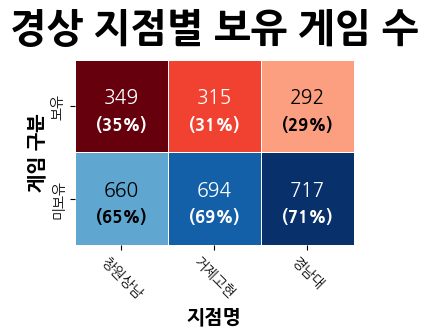 경상 지점별 보유 게임 수
게임 구분
보유
349 315 292
(35%) (31%) (29%)
미보유
660 694 717
(65%) (69%) (71%)
창원상남 거제고현 경남대
지점명